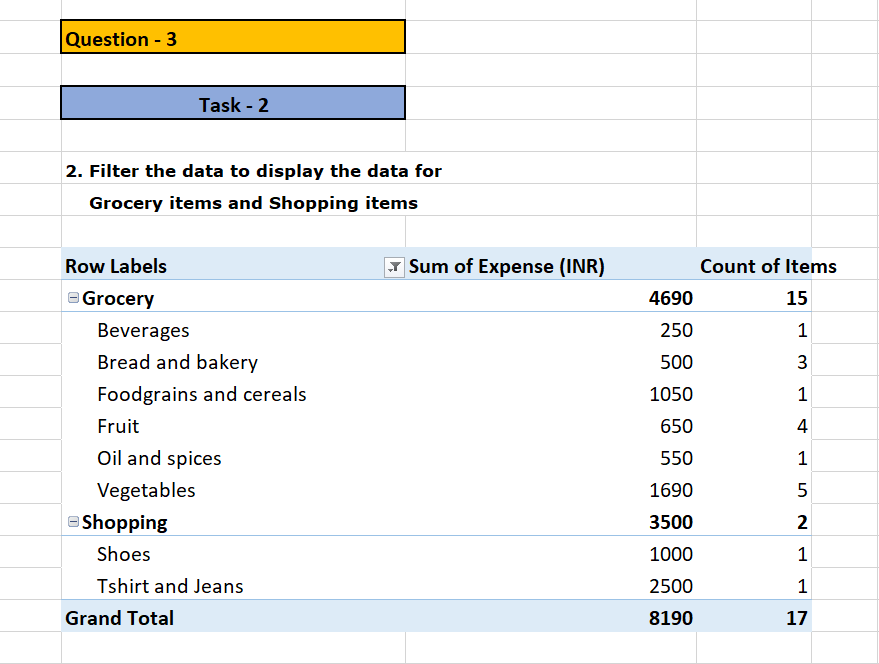 Question - 3
Task - 2
2. Filter the data to display the data for
Grocery items and Shopping items
Row Labels Sum of Expense (INR) Count of Items
Grocery 4690 15
Beverages 250 1
Bread and bakery 500 3
Foodgrains and cereals 1050 1
Fruit 650 4
Oil and spices 550 1
Vegetables 1690 5
Shopping 3500 2
Shoes 1000 1
Tshirt and Jeans 2500 1
Grand Total 8190 17